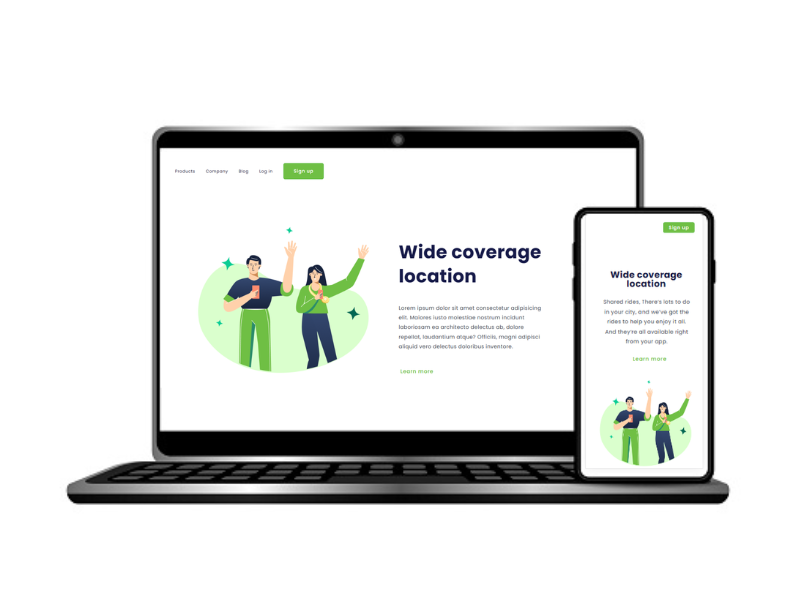 Products Company Blog Log in Sign up
Wide coverage
location
Lorem ipsum dolor sit amet consectetur adipisicing
elit. Maiores iusto molestiae nostrum incidunt
laboriosam ea architecto delectus ab, dolore
repellat, laudantium atque? Officiis, magni adipisci
aliquid vero delectus doloribus inventore.
Learn more
Sign up
Wide coverage
location
Shared rides, There's lots to do
in your city, and we've got the
rides to help you enjoy it all.
And they're all available right
from your app.
Learn more